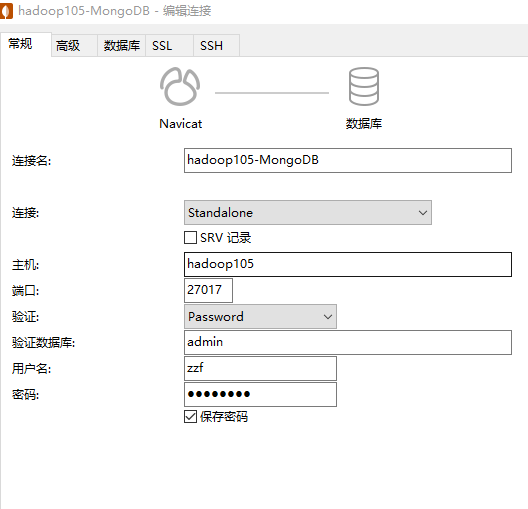 hadoop105-MongoDB - 编辑连接
常规 高级 数据库 SSL SSH
Navicat 数据库
连接名: hadoop105-MongoDB
连接: Standalone
SRV 记录
主机: hadoop105
端口: 27017
验证: Password
验证数据库: admin
用户名: zzf
密码: ●●●●●●●●
保存密码